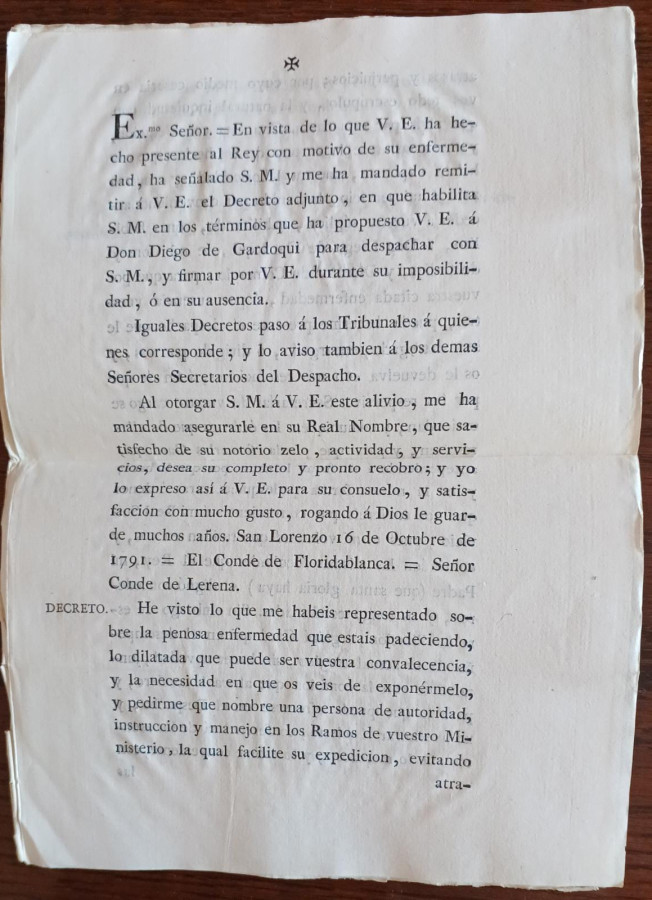 ✠
Ex.mo Señor. = En vista de lo que V. E. ha he-
cho presente al Rey con motivo de su enferme-
dad, ha señalado S. M. y me ha mandado remi-
tir á V. E. el Decreto adjunto, en que habilita
S. M. en los términos que ha propuesto V. E. á
Don Diego de Gardoqui para despachar con
S. M., y firmar por V. E. durante su imposibili-
dad, ó en su ausencia.
Iguales Decretos paso á los Tribunales á quie-
nes corresponde; y lo aviso tambien á los demas
Señores Secretarios del Despacho.
Al otorgar S. M. á V. E. este alivio, me ha
mandado asegurarle en su Real Nombre, que sa-
tisfecho de su notorio zelo, actividad, y servi-
cios, desea su completo y pronto recobro; y yo
lo expreso así á V. E. para su consuelo, y satis-
faccion con mucho gusto, rogando á Dios le guar-
de muchos años. San Lorenzo 16 de Octubre de
1791. = El Conde de Floridablanca. = Señor
Conde de Lerena.
DECRETO. He visto lo que me habeis representado so-
bre la penosa enfermedad que estais padeciendo,
lo dilatada que puede ser vuestra convalecencia,
y la necesidad en que os veis de exponérmelo,
y pedirme que nombre una persona de autoridad,
instruccion y manejo en los Ramos de vuestro Mi-
nisterio, la qual facilite su expedicion, evitando
atra-